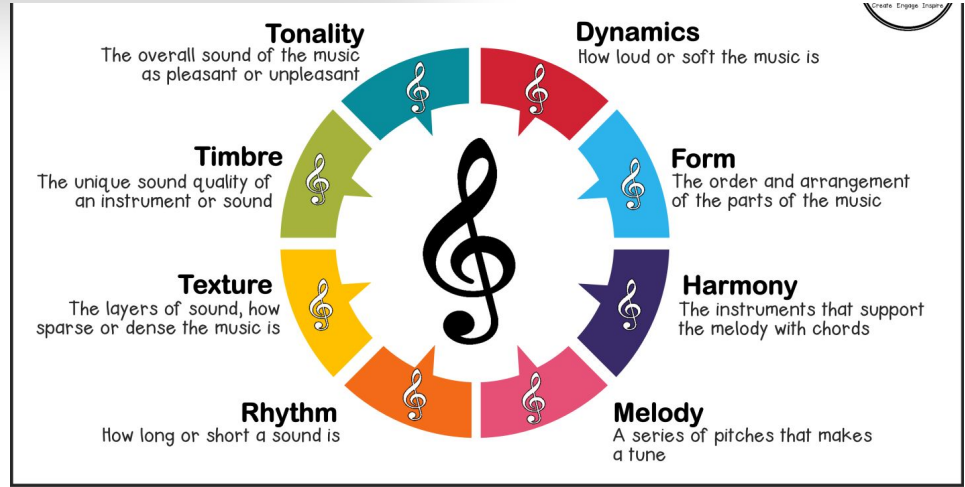 Create Engage Inspire
Tonality
The overall sound of the music
as pleasant or unpleasant
Dynamics
How loud or soft the music is
Timbre
The unique sound quality of
an instrument or sound
Form
The order and arrangement
of the parts of the music
Texture
The layers of sound, how
sparse or dense the music is
Harmony
The instruments that support
the melody with chords
Rhythm
How long or short a sound is
Melody
A series of pitches that makes
a tune